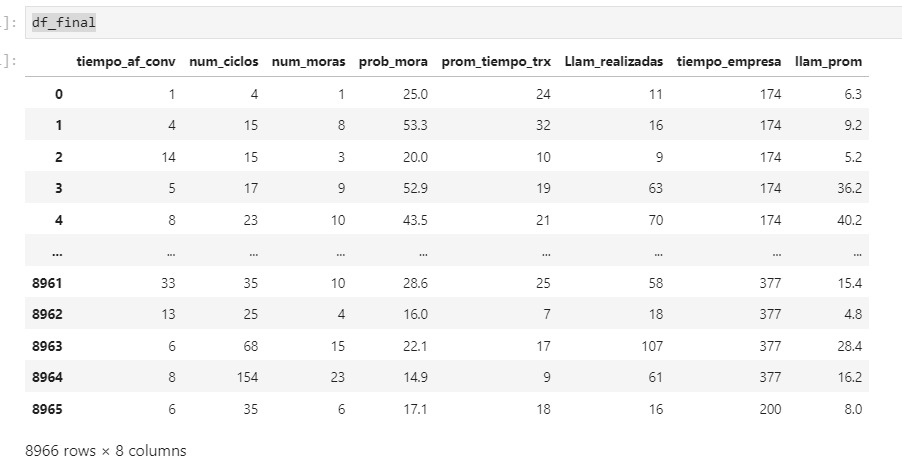 ]: df_final
]: tiempo_af_conv num_ciclos num_moras prob_mora prom_tiempo_trx Llam_realizadas tiempo_empresa llam_prom
0 1 4 1 25.0 24 11 174 6.3
1 4 15 8 53.3 32 16 174 9.2
2 14 15 3 20.0 10 9 174 5.2
3 5 17 9 52.9 19 63 174 36.2
4 8 23 10 43.5 21 70 174 40.2
... ... ... ... ... ... ... ... ...
8961 33 35 10 28.6 25 58 377 15.4
8962 13 25 4 16.0 7 18 377 4.8
8963 6 68 15 22.1 17 107 377 28.4
8964 8 154 23 14.9 9 61 377 16.2
8965 6 35 6 17.1 18 16 200 8.0
8966 rows × 8 columns